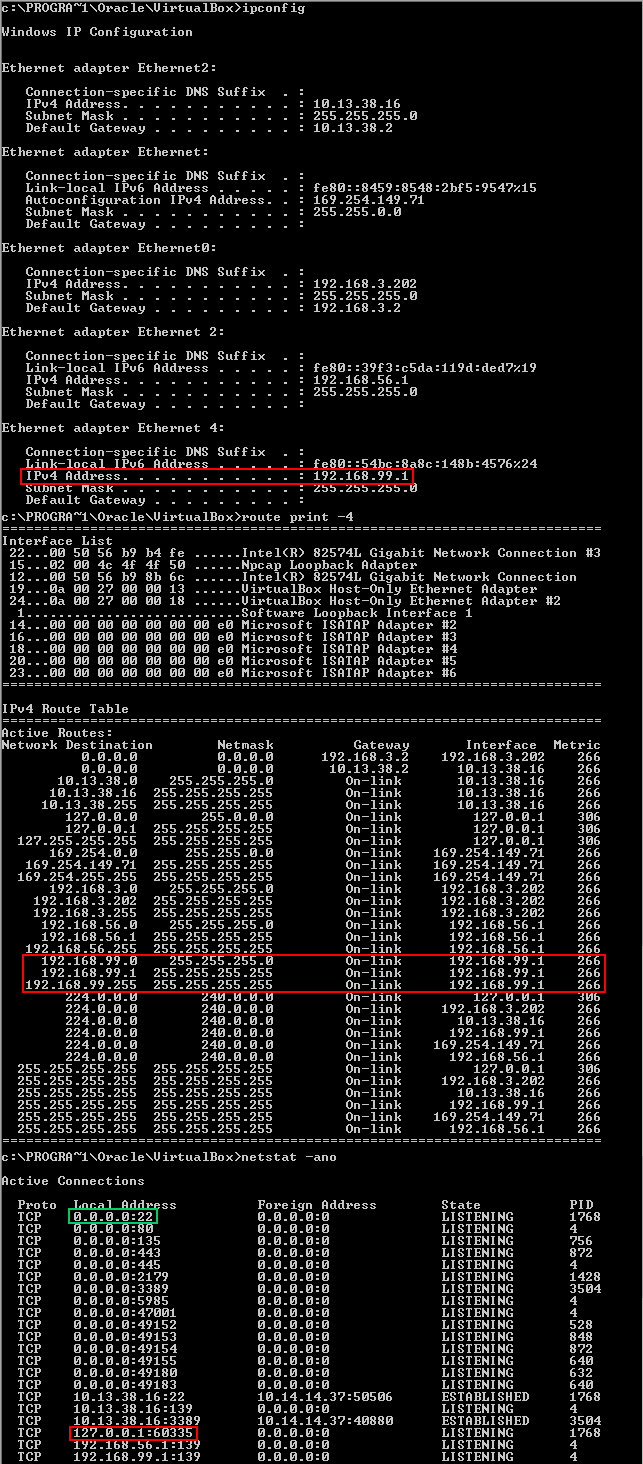 c:\PROGRA~1\Oracle\VirtualBox>ipconfig
Windows IP Configuration
Ethernet adapter Ethernet2:
Connection-specific DNS Suffix . :
IPv4 Address. . . . . . . . . . . : 10.13.38.16
Subnet Mask . . . . . . . . . . . : 255.255.255.0
Default Gateway . . . . . . . . . : 10.13.38.2
Ethernet adapter Ethernet:
Connection-specific DNS Suffix . :
Link-local IPv6 Address . . . . . : fe80::8459:8548:2bf5:9547%15
Autoconfiguration IPv4 Address. . : 169.254.149.71
Subnet Mask . . . . . . . . . . . : 255.255.0.0
Default Gateway . . . . . . . . . :
Ethernet adapter Ethernet0:
Connection-specific DNS Suffix . :
IPv4 Address. . . . . . . . . . . : 192.168.3.202
Subnet Mask . . . . . . . . . . . : 255.255.255.0
Default Gateway . . . . . . . . . : 192.168.3.2
Ethernet adapter Ethernet 2:
Connection-specific DNS Suffix . :
Link-local IPv6 Address . . . . . : fe80::39f3:c5da:119d:ded7%19
IPv4 Address. . . . . . . . . . . : 192.168.56.1
Subnet Mask . . . . . . . . . . . : 255.255.255.0
Default Gateway . . . . . . . . . :
Ethernet adapter Ethernet 4:
Connection-specific DNS Suffix . :
Link-local IPv6 Address . . . . . : fe80::54bc:8a8c:148b:4576%24
IPv4 Address. . . . . . . . . . . : 192.168.99.1
Subnet Mask . . . . . . . . . . . : 255.255.255.0
Default Gateway . . . . . . . . . :
c:\PROGRA~1\Oracle\VirtualBox>route print -4
===========================================================================
Interface List
22...00 50 56 b9 b4 fe ......Intel(R) 82574L Gigabit Network Connection #3
15...02 00 4c 4f 4f 50 ......Npcap Loopback Adapter
12...00 50 56 b9 8b 6c ......Intel(R) 82574L Gigabit Network Connection
19...0a 00 27 00 00 13 ......VirtualBox Host-Only Ethernet Adapter
24...0a 00 27 00 00 18 ......VirtualBox Host-Only Ethernet Adapter #2
1...........................Software Loopback Interface 1
14...00 00 00 00 00 00 00 e0 Microsoft ISATAP Adapter #2
16...00 00 00 00 00 00 00 e0 Microsoft ISATAP Adapter #3
18...00 00 00 00 00 00 00 e0 Microsoft ISATAP Adapter #4
20...00 00 00 00 00 00 00 e0 Microsoft ISATAP Adapter #5
23...00 00 00 00 00 00 00 e0 Microsoft ISATAP Adapter #6
===========================================================================
IPv4 Route Table
===========================================================================
Active Routes:
Network Destination Netmask Gateway Interface Metric
0.0.0.0 0.0.0.0 192.168.3.2 192.168.3.202 266
0.0.0.0 0.0.0.0 10.13.38.2 10.13.38.16 266
10.13.38.0 255.255.255.0 On-link 10.13.38.16 266
10.13.38.16 255.255.255.255 On-link 10.13.38.16 266
10.13.38.255 255.255.255.255 On-link 10.13.38.16 266
127.0.0.0 255.0.0.0 On-link 127.0.0.1 306
127.0.0.1 255.255.255.255 On-link 127.0.0.1 306
127.255.255.255 255.255.255.255 On-link 127.0.0.1 306
169.254.0.0 255.255.0.0 On-link 169.254.149.71 266
169.254.149.71 255.255.255.255 On-link 169.254.149.71 266
169.254.255.255 255.255.255.255 On-link 169.254.149.71 266
192.168.3.0 255.255.255.0 On-link 192.168.3.202 266
192.168.3.202 255.255.255.255 On-link 192.168.3.202 266
192.168.3.255 255.255.255.255 On-link 192.168.3.202 266
192.168.56.0 255.255.255.0 On-link 192.168.56.1 266
192.168.56.1 255.255.255.255 On-link 192.168.56.1 266
192.168.56.255 255.255.255.255 On-link 192.168.56.1 266
192.168.99.0 255.255.255.0 On-link 192.168.99.1 266
192.168.99.1 255.255.255.255 On-link 192.168.99.1 266
192.168.99.255 255.255.255.255 On-link 192.168.99.1 266
224.0.0.0 240.0.0.0 On-link 127.0.0.1 306
224.0.0.0 240.0.0.0 On-link 192.168.3.202 266
224.0.0.0 240.0.0.0 On-link 10.13.38.16 266
224.0.0.0 240.0.0.0 On-link 192.168.99.1 266
224.0.0.0 240.0.0.0 On-link 169.254.149.71 266
224.0.0.0 240.0.0.0 On-link 192.168.56.1 266
255.255.255.255 255.255.255.255 On-link 127.0.0.1 306
255.255.255.255 255.255.255.255 On-link 192.168.3.202 266
255.255.255.255 255.255.255.255 On-link 10.13.38.16 266
255.255.255.255 255.255.255.255 On-link 192.168.99.1 266
255.255.255.255 255.255.255.255 On-link 169.254.149.71 266
255.255.255.255 255.255.255.255 On-link 192.168.56.1 266
===========================================================================
c:\PROGRA~1\Oracle\VirtualBox>netstat -ano
Active Connections
Proto Local Address Foreign Address State PID
TCP 0.0.0.0:22 0.0.0.0:0 LISTENING 1768
TCP 0.0.0.0:80 0.0.0.0:0 LISTENING 4
TCP 0.0.0.0:135 0.0.0.0:0 LISTENING 756
TCP 0.0.0.0:443 0.0.0.0:0 LISTENING 872
TCP 0.0.0.0:445 0.0.0.0:0 LISTENING 4
TCP 0.0.0.0:2179 0.0.0.0:0 LISTENING 1428
TCP 0.0.0.0:3389 0.0.0.0:0 LISTENING 3504
TCP 0.0.0.0:5985 0.0.0.0:0 LISTENING 4
TCP 0.0.0.0:47001 0.0.0.0:0 LISTENING 4
TCP 0.0.0.0:49152 0.0.0.0:0 LISTENING 528
TCP 0.0.0.0:49153 0.0.0.0:0 LISTENING 848
TCP 0.0.0.0:49154 0.0.0.0:0 LISTENING 872
TCP 0.0.0.0:49155 0.0.0.0:0 LISTENING 640
TCP 0.0.0.0:49180 0.0.0.0:0 LISTENING 632
TCP 0.0.0.0:49183 0.0.0.0:0 LISTENING 640
TCP 10.13.38.16:22 10.14.14.37:50506 ESTABLISHED 1768
TCP 10.13.38.16:139 0.0.0.0:0 LISTENING 4
TCP 10.13.38.16:3389 10.14.14.37:40880 ESTABLISHED 3504
TCP 127.0.0.1:60335 0.0.0.0:0 LISTENING 1768
TCP 192.168.56.1:139 0.0.0.0:0 LISTENING 4
TCP 192.168.99.1:139 0.0.0.0:0 LISTENING 4